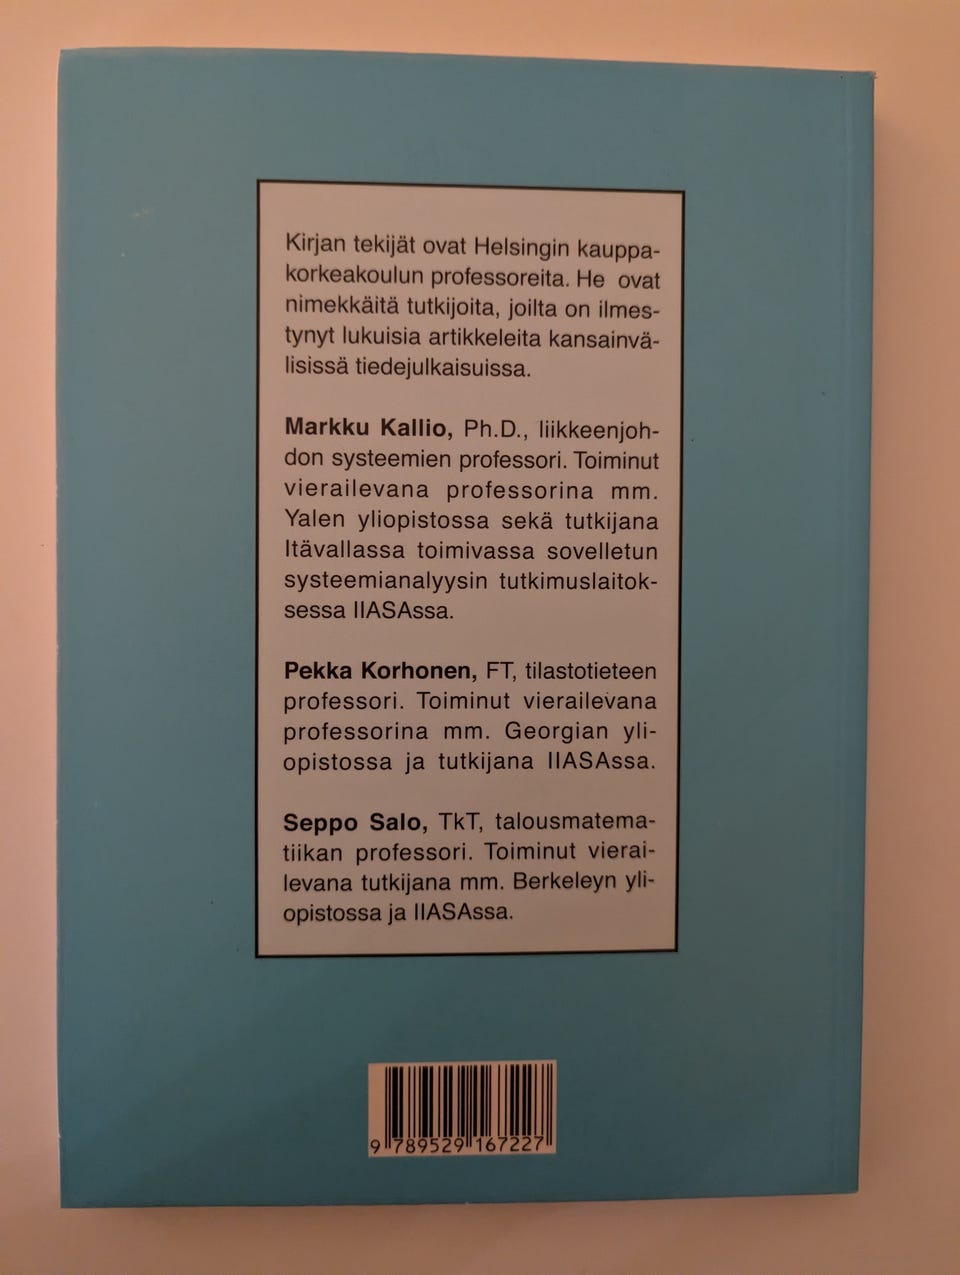 Kirjan tekijät ovat Helsingin kauppa-
korkeakoulun professoreita. He ovat
nimekkäitä tutkijoita, joilta on ilmes-
tynyt lukuisia artikkeleita kansainvä-
lisissä tiedejulkaisuissa.
Markku Kallio, Ph.D., liikkeenjoh-
don systeemien professori. Toiminut
vierailevana professorina mm.
Yalen yliopistossa sekä tutkijana
Itävallassa toimivassa sovelletun
systeemianalyysin tutkimuslaitok-
sessa IIASAssa.
Pekka Korhonen, FT, tilastotieteen
professori. Toiminut vierailevana
professorina mm. Georgian yli-
opistossa ja tutkijana IIASAssa.
Seppo Salo, TkT, talousmatema-
tiikan professori. Toiminut vierai-
levana tutkijana mm. Berkeleyn yli-
opistossa ja IIASAssa.
9 789529 167227